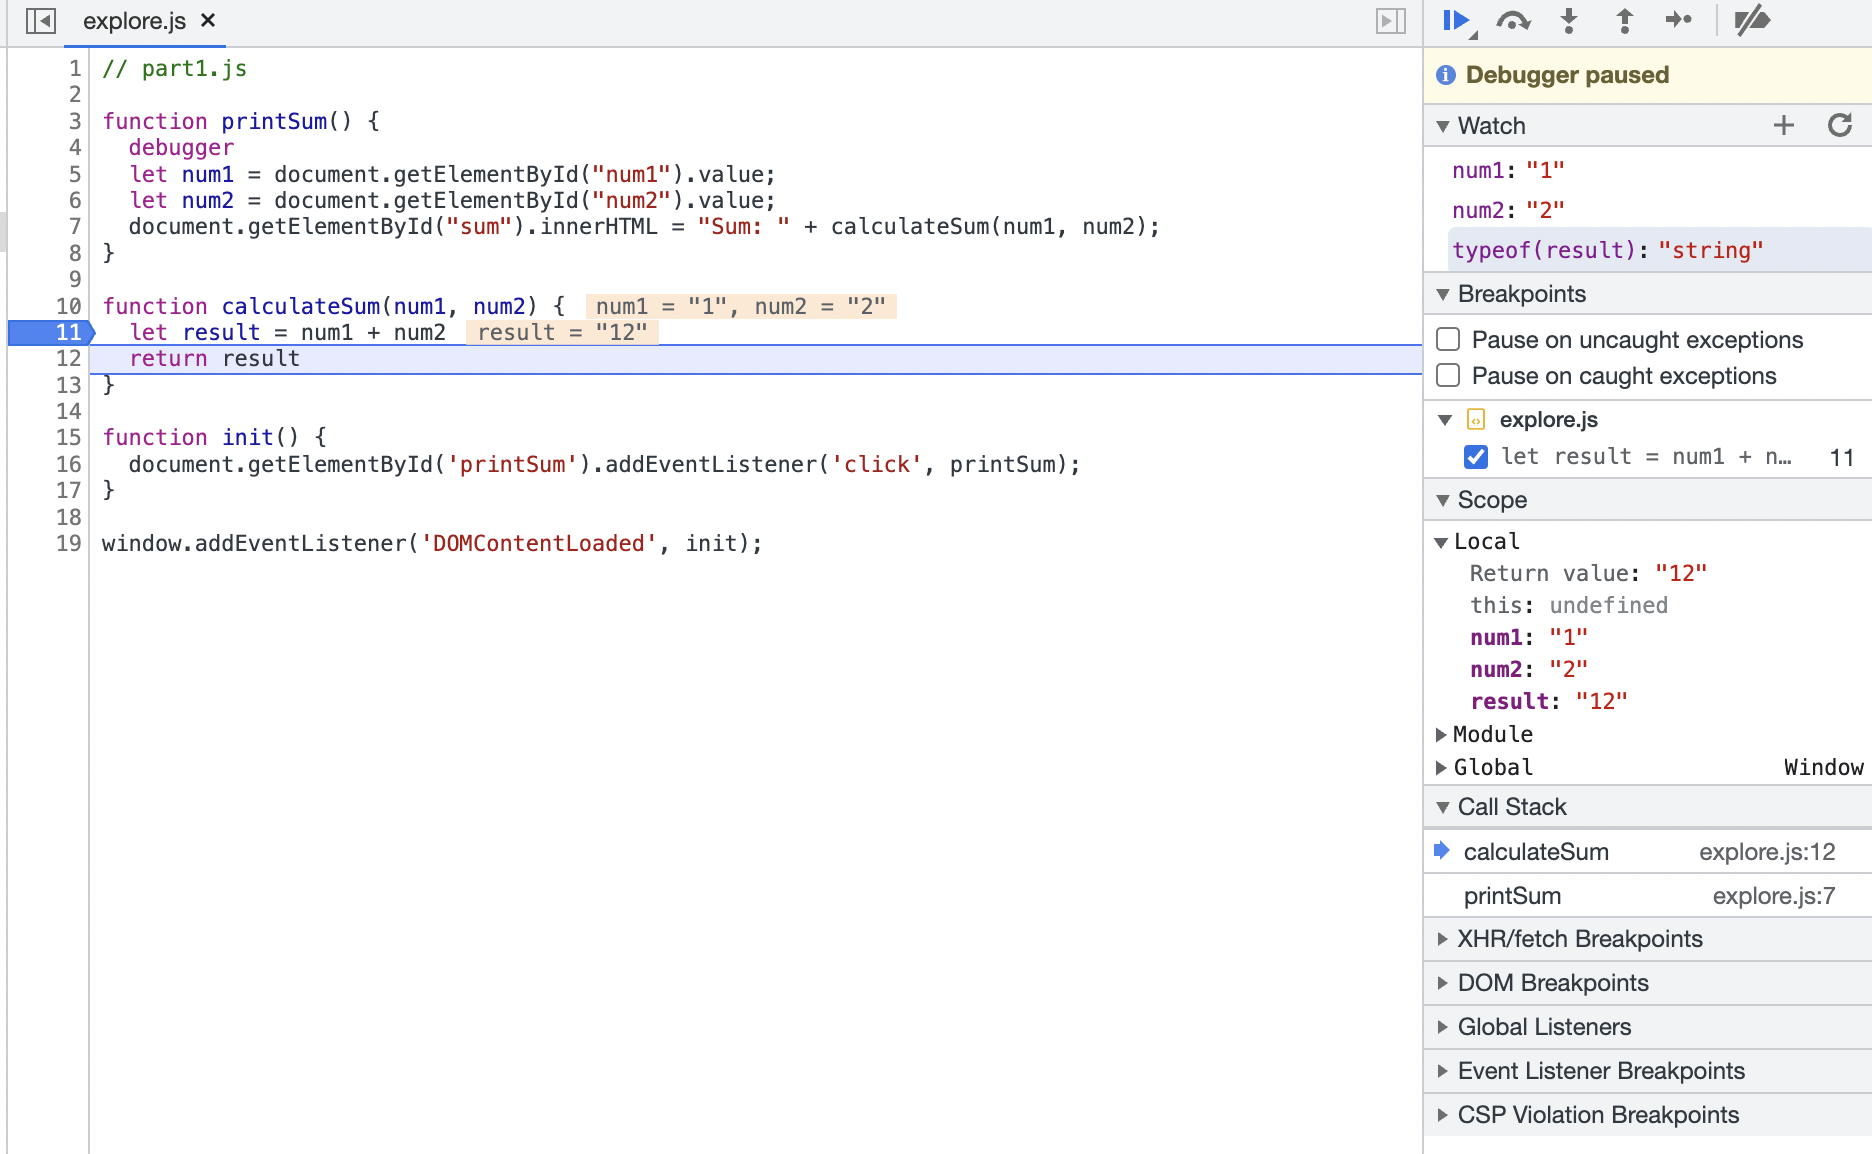 explore.js ×
1 // part1.js
2
3 function printSum() {
4 debugger
5 let num1 = document.getElementById("num1").value;
6 let num2 = document.getElementById("num2").value;
7 document.getElementById("sum").innerHTML = "Sum: " + calculateSum(num1, num2);
8 }
9
10 function calculateSum(num1, num2) { num1 = "1", num2 = "2"
11 let result = num1 + num2 result = "12"
12 return result
13 }
14
15 function init() {
16 document.getElementById('printSum').addEventListener('click', printSum);
17 }
18
19 window.addEventListener('DOMContentLoaded', init);
Debugger paused
Watch
num1: "1"
num2: "2"
typeof(result): "string"
Breakpoints
Pause on uncaught exceptions
Pause on caught exceptions
explore.js
let result = num1 + n… 11
Scope
Local
Return value: "12"
this: undefined
num1: "1"
num2: "2"
result: "12"
Module
Global Window
Call Stack
calculateSum explore.js:12
printSum explore.js:7
XHR/fetch Breakpoints
DOM Breakpoints
Global Listeners
Event Listener Breakpoints
CSP Violation Breakpoints